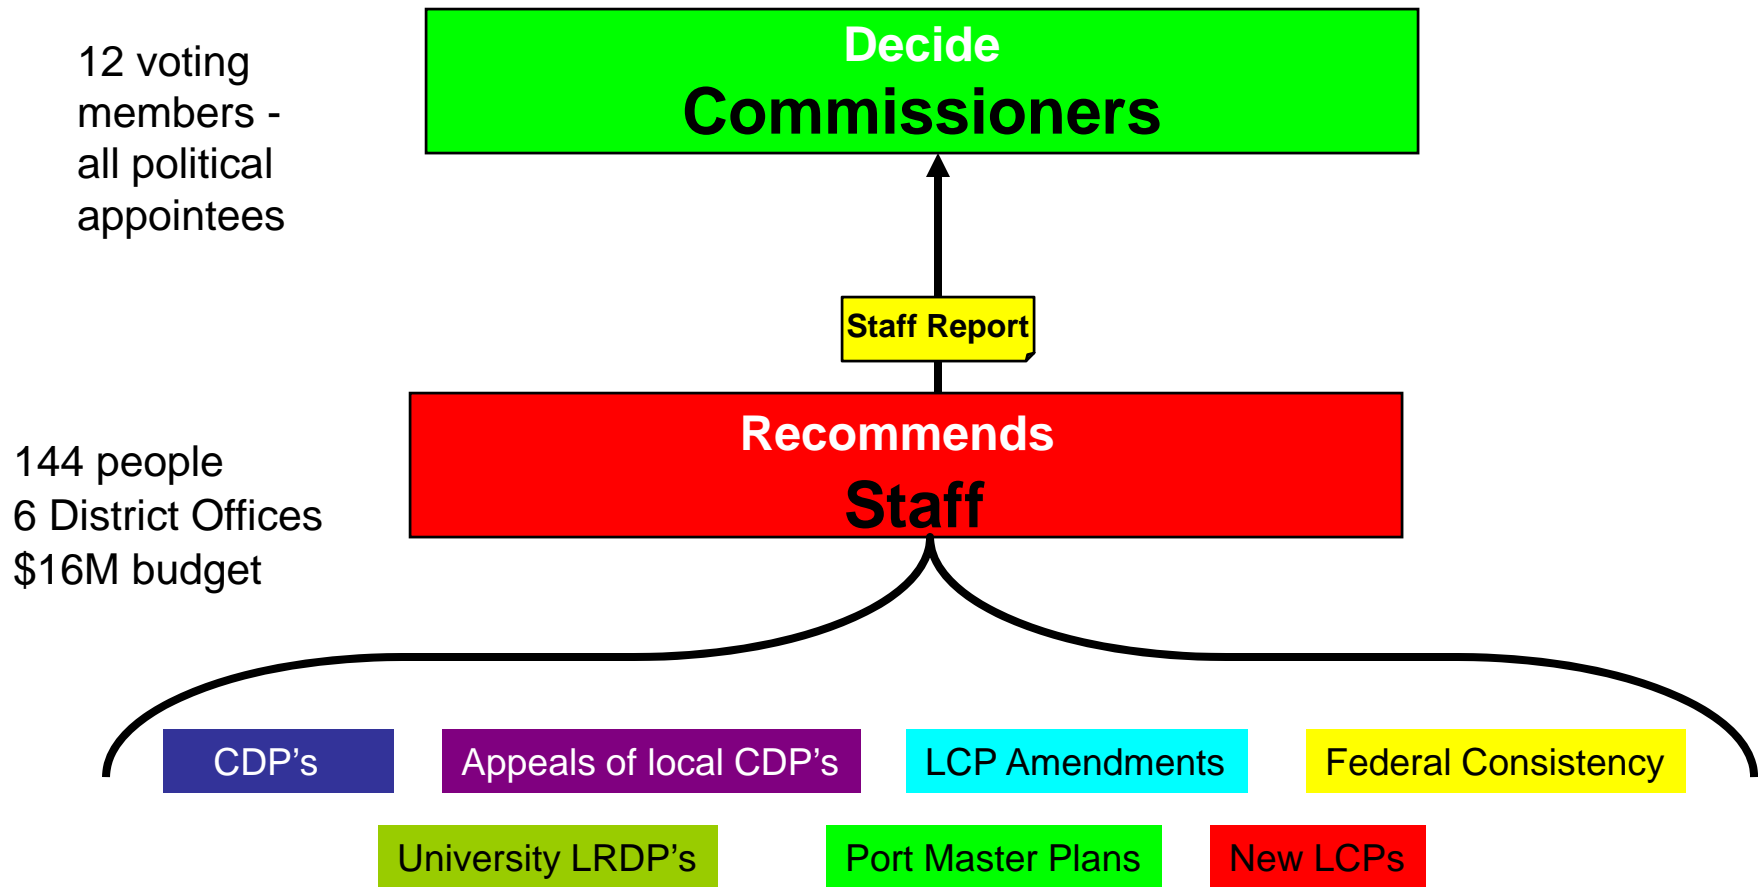 12 voting
members -
all political
appointees
Decide
Commissioners
Staff Report
Recommends
Staff
144 people
6 District Offices
$16M budget
CDP’s
Appeals of local CDP’s
LCP Amendments
Federal Consistency
University LRDP’s
Port Master Plans
New LCPs